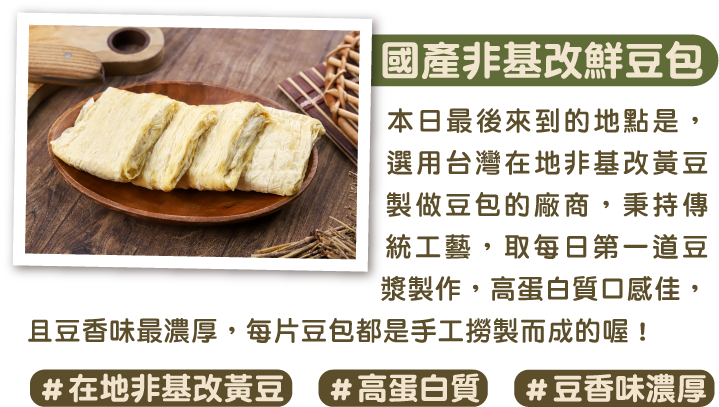 國產非基改鮮豆包
本日最後來到的地點是，
選用台灣在地非基改黃豆
製做豆包的廠商，秉持傳
統工藝，取每日第一道豆
漿製作，高蛋白質口感佳，
且豆香味最濃厚，每片豆包都是手工撈製而成的喔！
#在地非基改黃豆 #高蛋白質 #豆香味濃厚